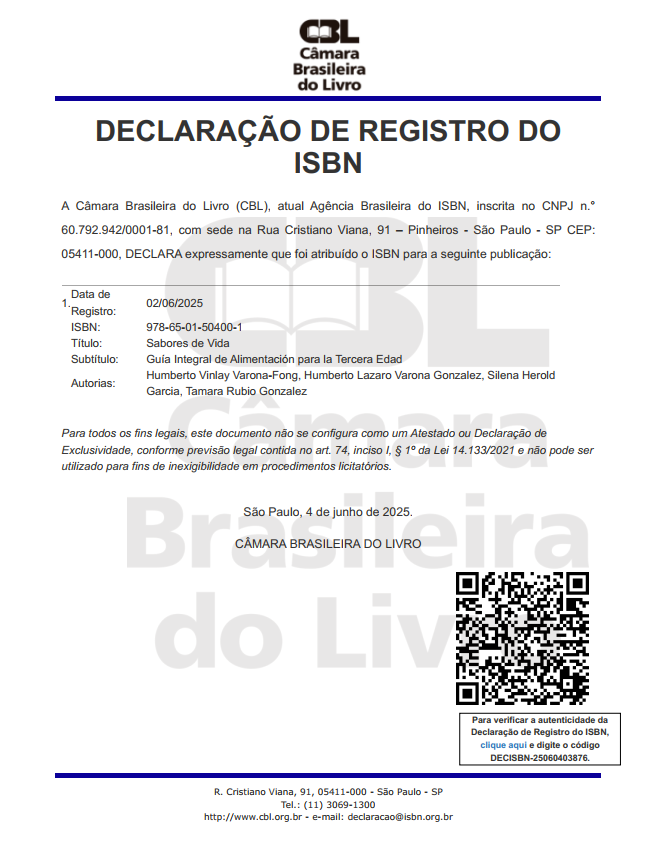 CBL
Câmara
Brasileira
do Livro
DECLARAÇÃO DE REGISTRO DO
ISBN
A Câmara Brasileira do Livro (CBL), atual Agência Brasileira do ISBN, inscrita no CNPJ n.°
60.792.942/0001-81, com sede na Rua Cristiano Viana, 91 – Pinheiros - São Paulo - SP CEP:
05411-000, DECLARA expressamente que foi atribuído o ISBN para a seguinte publicação:
1. Data de Registro: 02/06/2025
ISBN: 978-65-01-50400-1
Título: Sabores de Vida
Subtítulo: Guía Integral de Alimentación para la Tercera Edad
Autorias: Humberto Vinlay Varona-Fong, Humberto Lazaro Varona Gonzalez, Silena Herold
Garcia, Tamara Rubio Gonzalez
Para todos os fins legais, este documento não se configura como um Atestado ou Declaração de
Exclusividade, conforme previsão legal contida no art. 74, inciso I, § 1º da Lei 14.133/2021 e não pode ser
utilizado para fins de inexigibilidade em procedimentos licitatórios.
São Paulo, 4 de junho de 2025.
CÂMARA BRASILEIRA DO LIVRO
CBL
Câmara
Brasileira
do Livro
Para verificar a autenticidade da
Declaração de Registro do ISBN,
clique aqui e digite o código
DECISBN-25060403876.
R. Cristiano Viana, 91, 05411-000 - São Paulo - SP
Tel.: (11) 3069-1300
http://www.cbl.org.br - e-mail: declaracao@isbn.org.br